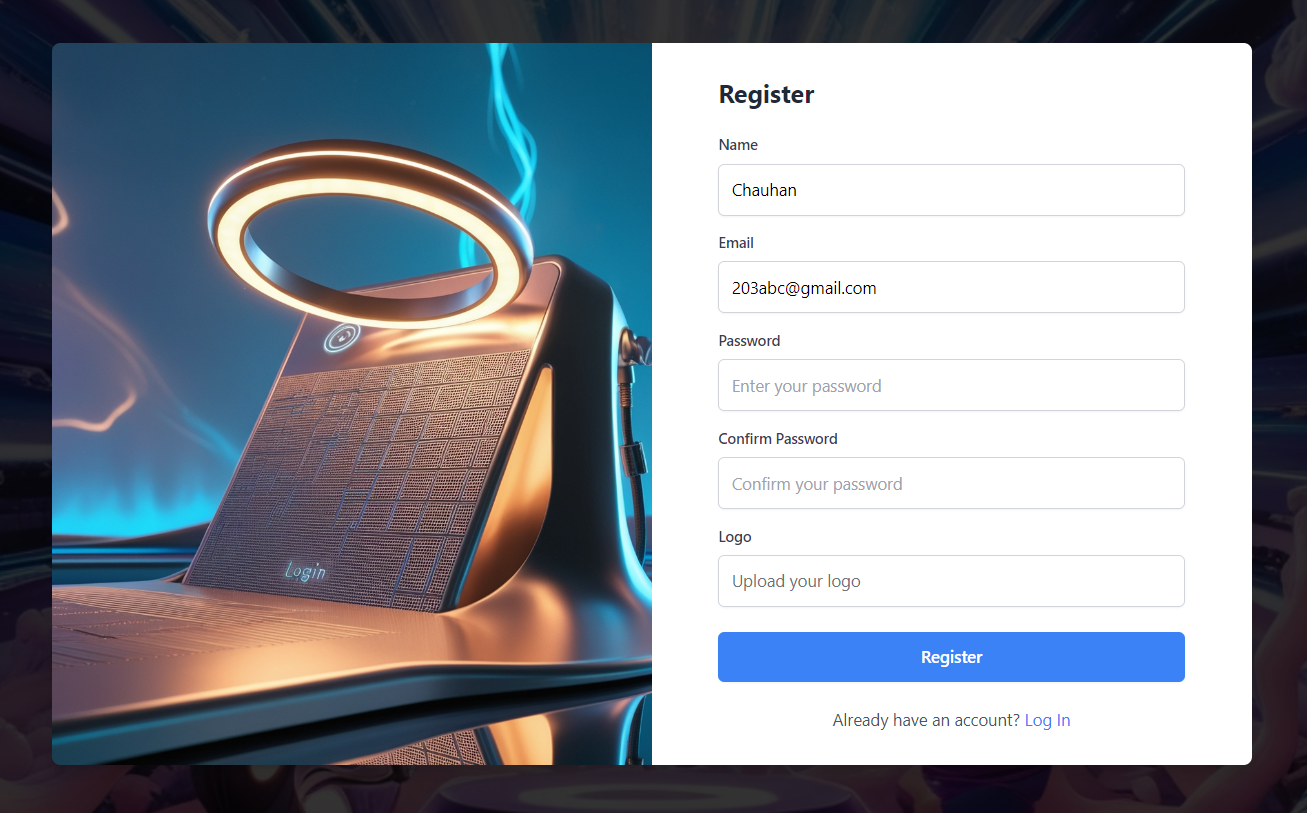 Login
Register
Name
Chauhan
Email
203abc@gmail.com
Password
Enter your password
Confirm Password
Confirm your password
Logo
Upload your logo
Register
Already have an account? Log In